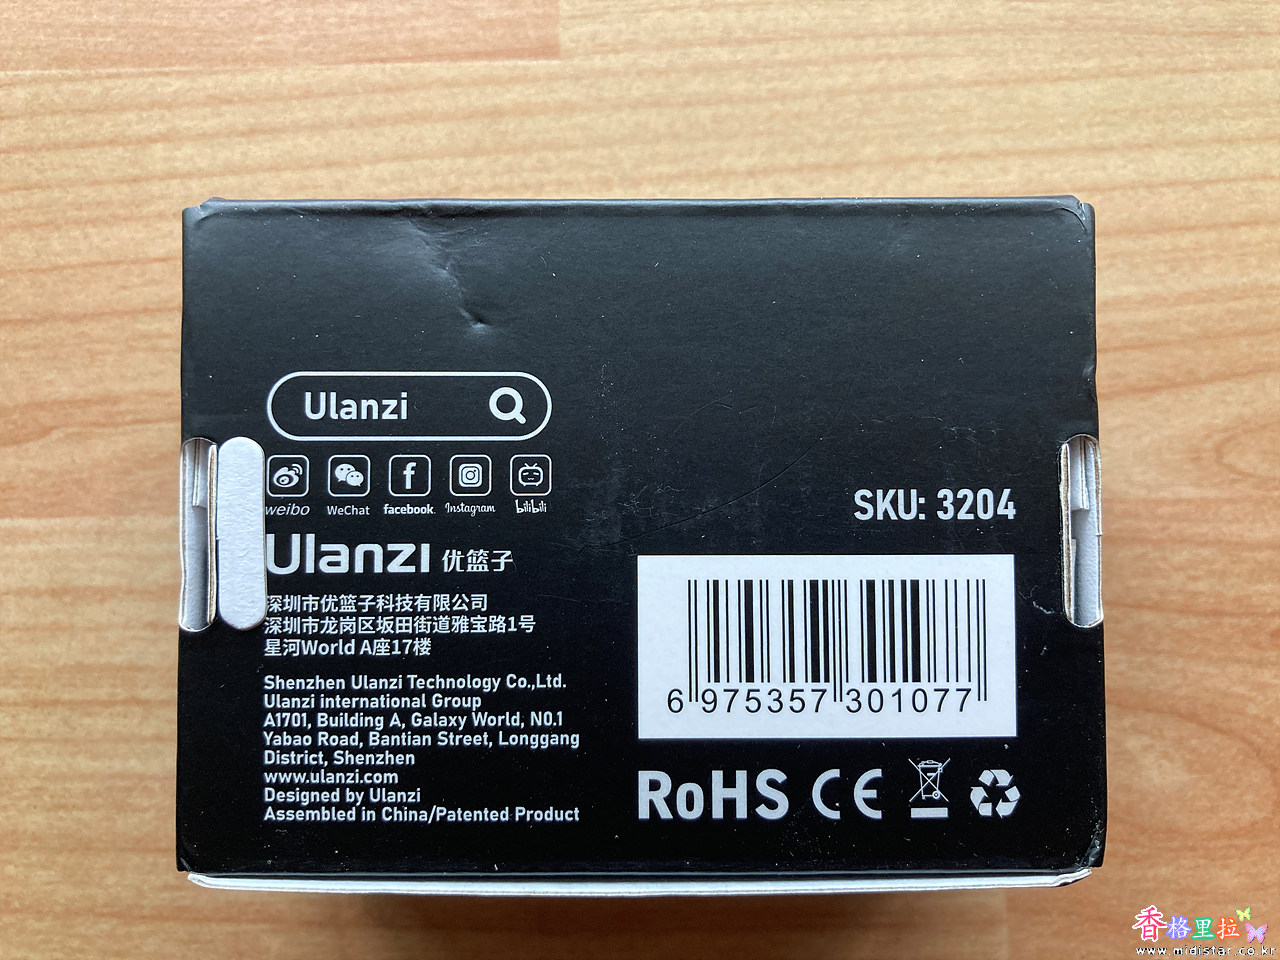 Ulanzi
weibo
WeChat
facebook.
Instagram
bilibili
Ulanzi 优篮子
深圳市优篮子科技有限公司
深圳市龙岗区坂田街道雅宝路1号
星河World A座17楼
Shenzhen Ulanzi Technology Co.,Ltd.
Ulanzi international Group
A1701, Building A, Galaxy World, N0.1
Yabao Road, Bantian Street, Longgang
District, Shenzhen
www.ulanzi.com
Designed by Ulanzi
Assembled in China/Patented Product
SKU: 3204
6 975357 301077
RoHS CE
香格里拉
www.midistar.co.kr